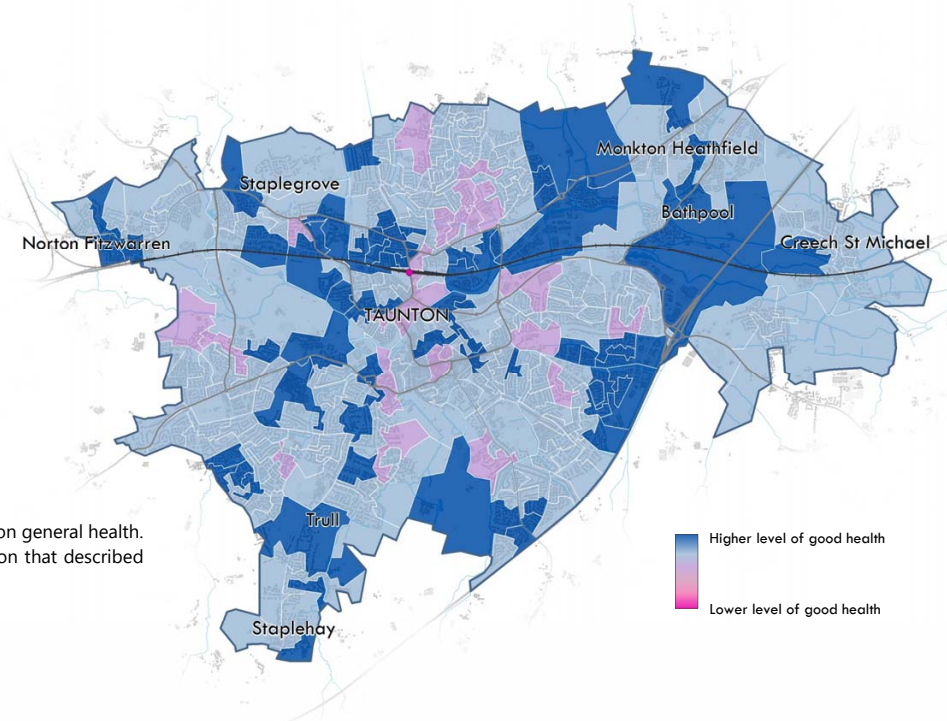 Monkton Heathfield
Staplegrove
Bathpool
Norton Fitzwarren
Creech St Michael
TAUNTON
Trull
on general health.
on that described
Higher level of good health
Lower level of good health
Staplehay